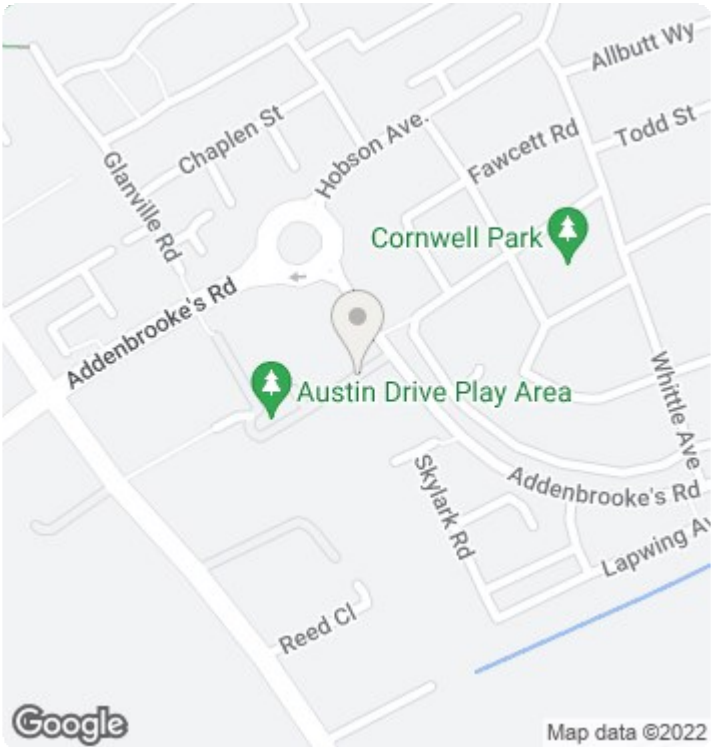 Allbutt Wy
Todd St
Chaplen St
Hobson Ave.
Fawcett Rd
Glanville Rd
Cornwell Park
Addenbrooke's Rd
Austin Drive Play Area
Whittle Ave
Skylark Rd
Addenbrooke's Rd
Lapwing Av
Reed Cl
Google
Map data ©2022